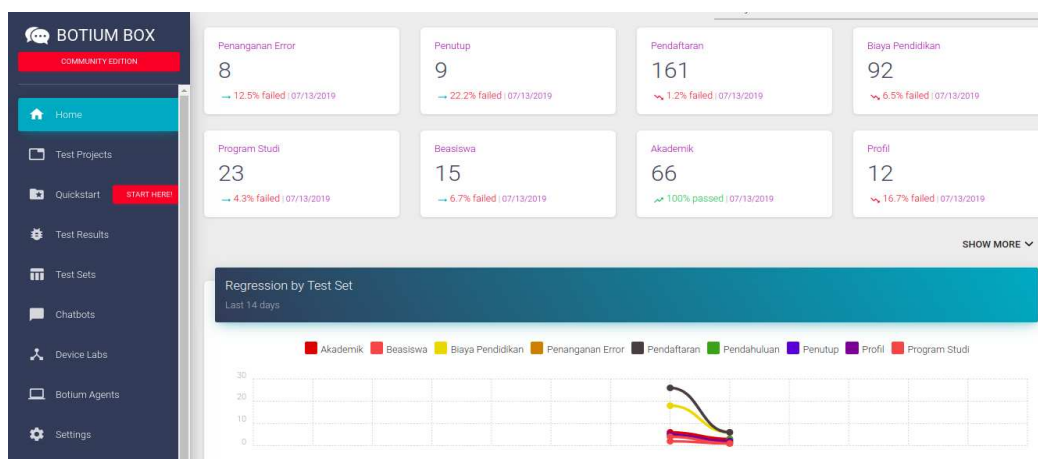 BOTIUM BOX
COMMUNITY EDITION
Home
Test Projects
Quickstart
START HERE!
Test Results
Test Sets
Chatbots
Device Labs
Botium Agents
Settings
Penanganan Error
8
12.5% failed | 07/13/2019
Penutup
9
22.2% failed | 07/13/2019
Pendaftaran
161
1.2% failed | 07/13/2019
Biaya Pendidikan
92
6.5% failed | 07/13/2019
Program Studi
23
4.3% failed | 07/13/2019
Beasiswa
15
6.7% failed | 07/13/2019
Akademik
66
100% passed | 07/13/2019
Profil
12
16.7% failed | 07/13/2019
SHOW MORE
Regression by Test Set
Last 14 days
Akademik Beasiswa Biaya Pendidikan Penanganan Error Pendaftaran Pendahuluan Penutup Profil Program Studi
30
20
10
0